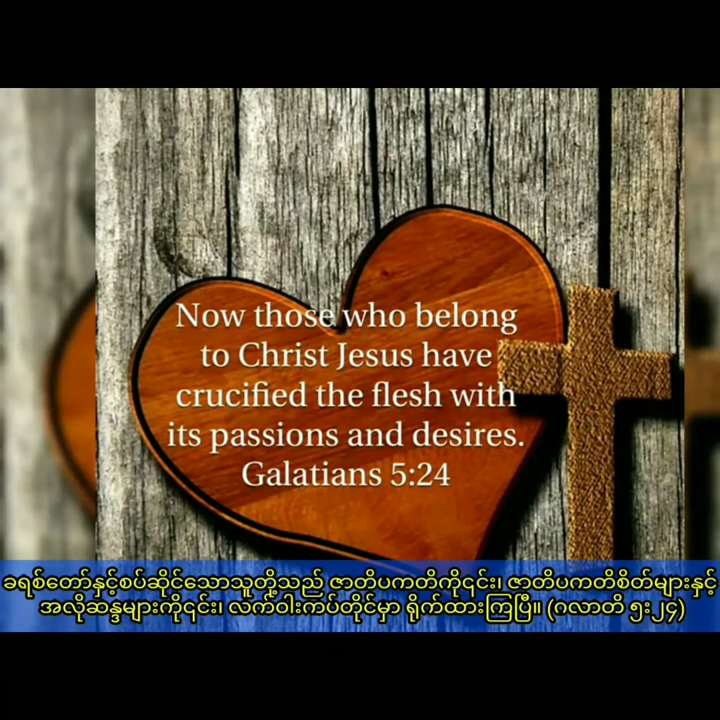 Now those who belong
to Christ Jesus have
crucified the flesh with
its passions and desires.
Galatians 5:24
ခရစ်တော်နှင့်စပ်ဆိုင်သောသူတို့သည် ဇာတိပကတိကို၎င်း၊ ဇာတိပကတိစိတ်များနှင့်
အလိုဆန္ဒများကို၎င်း၊ လက်ဝါးကပ်တိုင်မှာ ရိုက်ထားကြပြီ။ (ဂလာတိ ၅း၂၄)